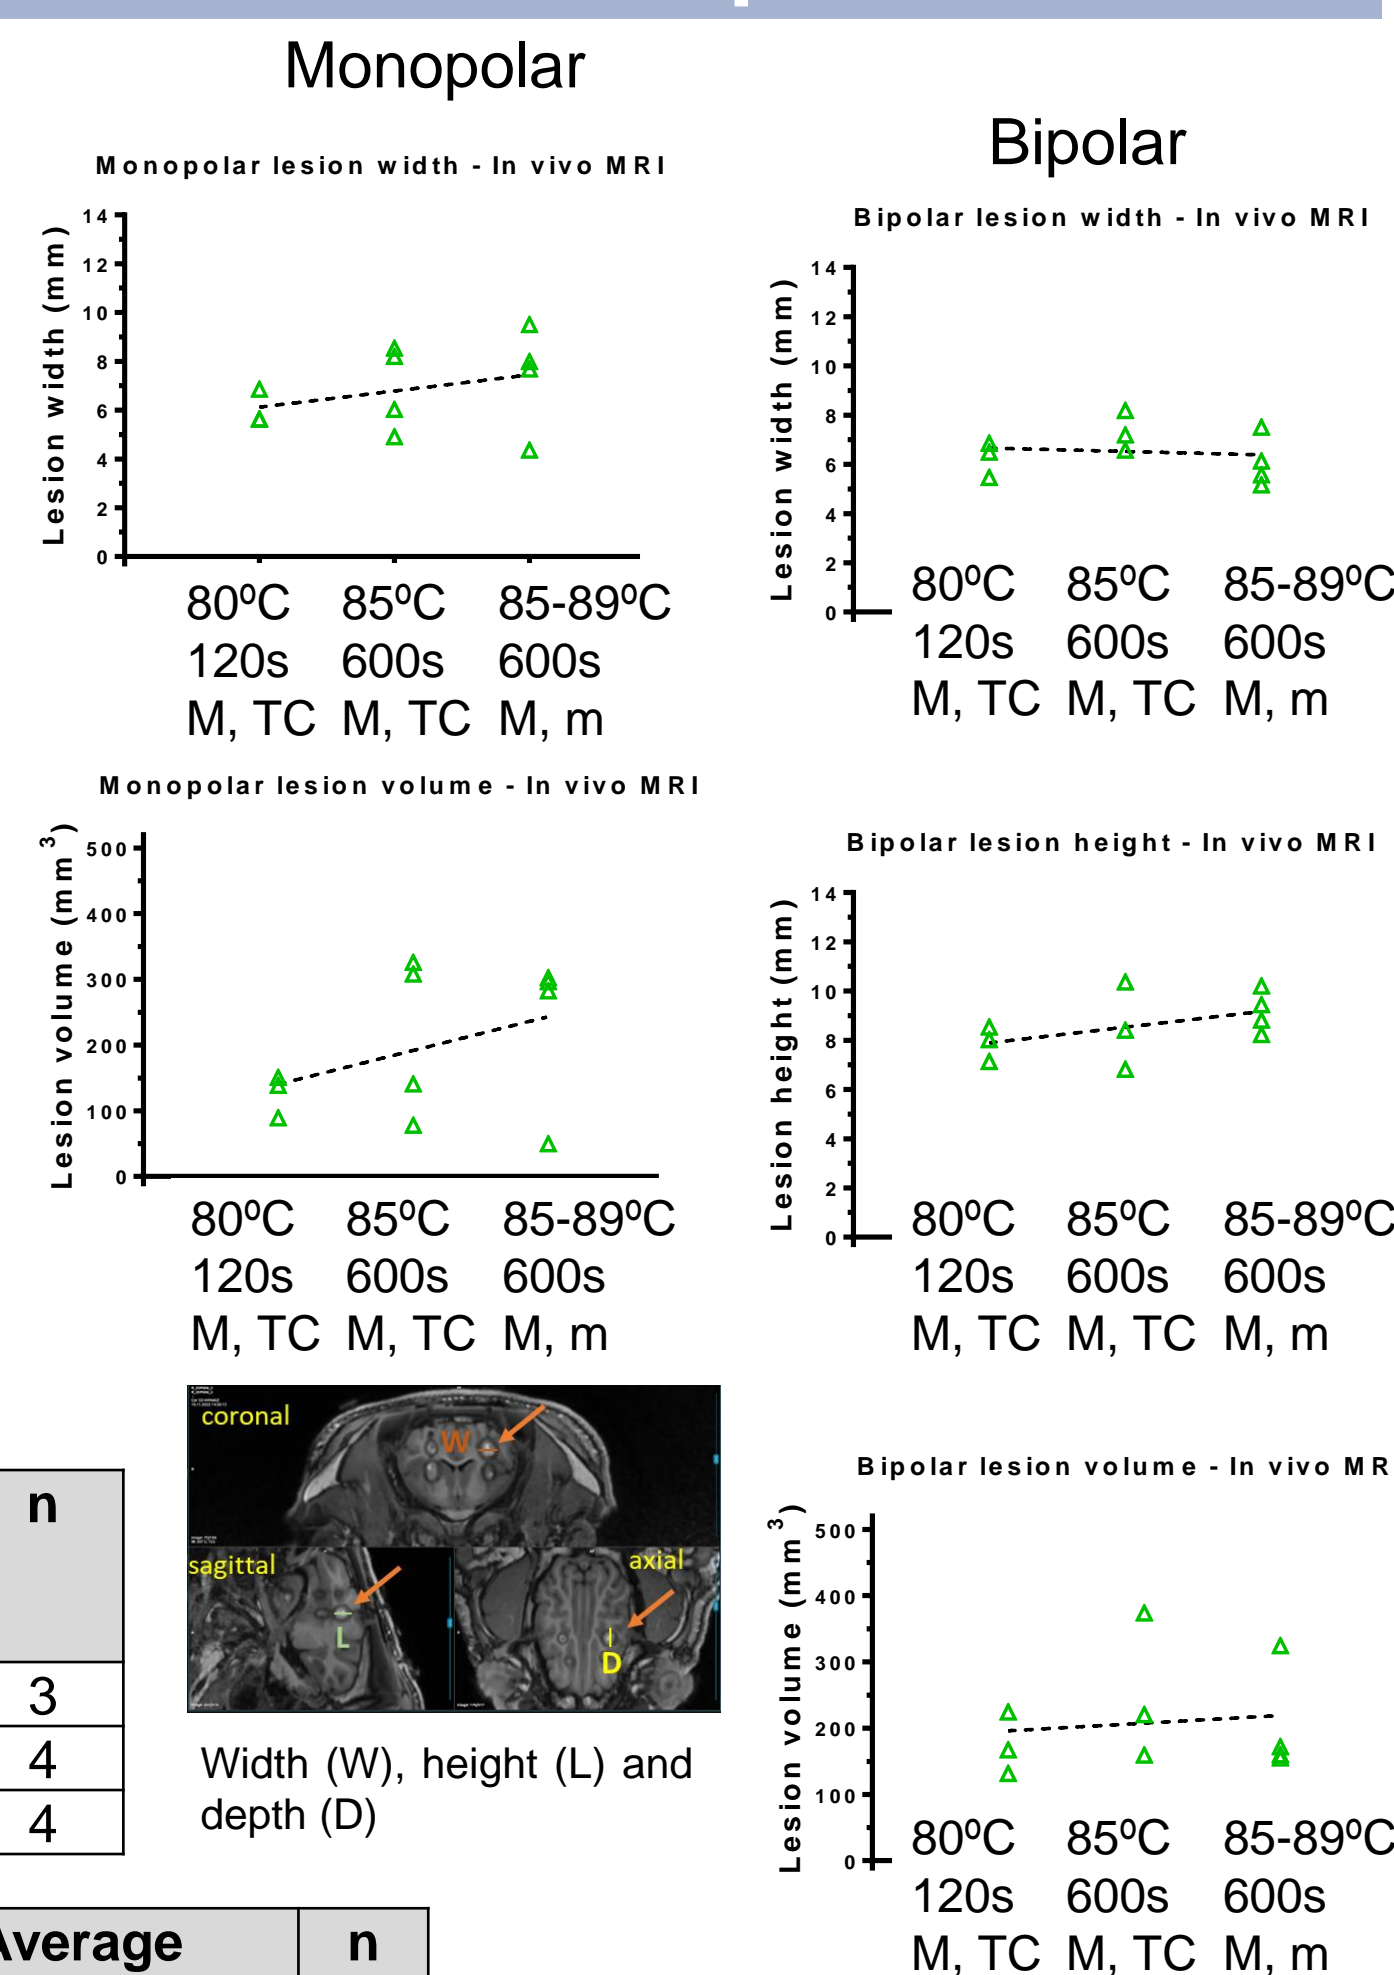 Monopolar
Monopolar lesion width - In vivo MRI
Lesion width (mm)
14
12
10
8
6
4
2
0
80ºC 85ºC 85-89ºC
120s 600s 600s
M, TC M, TC M, m
Monopolar lesion volume - In vivo MRI
Lesion volume (mm³)
500
400
300
200
100
0
80ºC 85ºC 85-89ºC
120s 600s 600s
M, TC M, TC M, m
coronal
W
sagittal
L
axial
D
Width (W), height (L) and
depth (D)
n
3
4
4
Average n
Bipolar
Bipolar lesion width - In vivo MRI
Lesion width (mm)
14
12
10
8
6
4
2
0
80ºC 85ºC 85-89ºC
120s 600s 600s
M, TC M, TC M, m
Bipolar lesion height - In vivo MRI
Lesion height (mm)
14
12
10
8
6
4
2
0
80ºC 85ºC 85-89ºC
120s 600s 600s
M, TC M, TC M, m
Bipolar lesion volume - In vivo MR
Lesion volume (mm³)
500
400
300
200
100
0
80ºC 85ºC 85-89ºC
120s 600s 600s
M, TC M, TC M, m